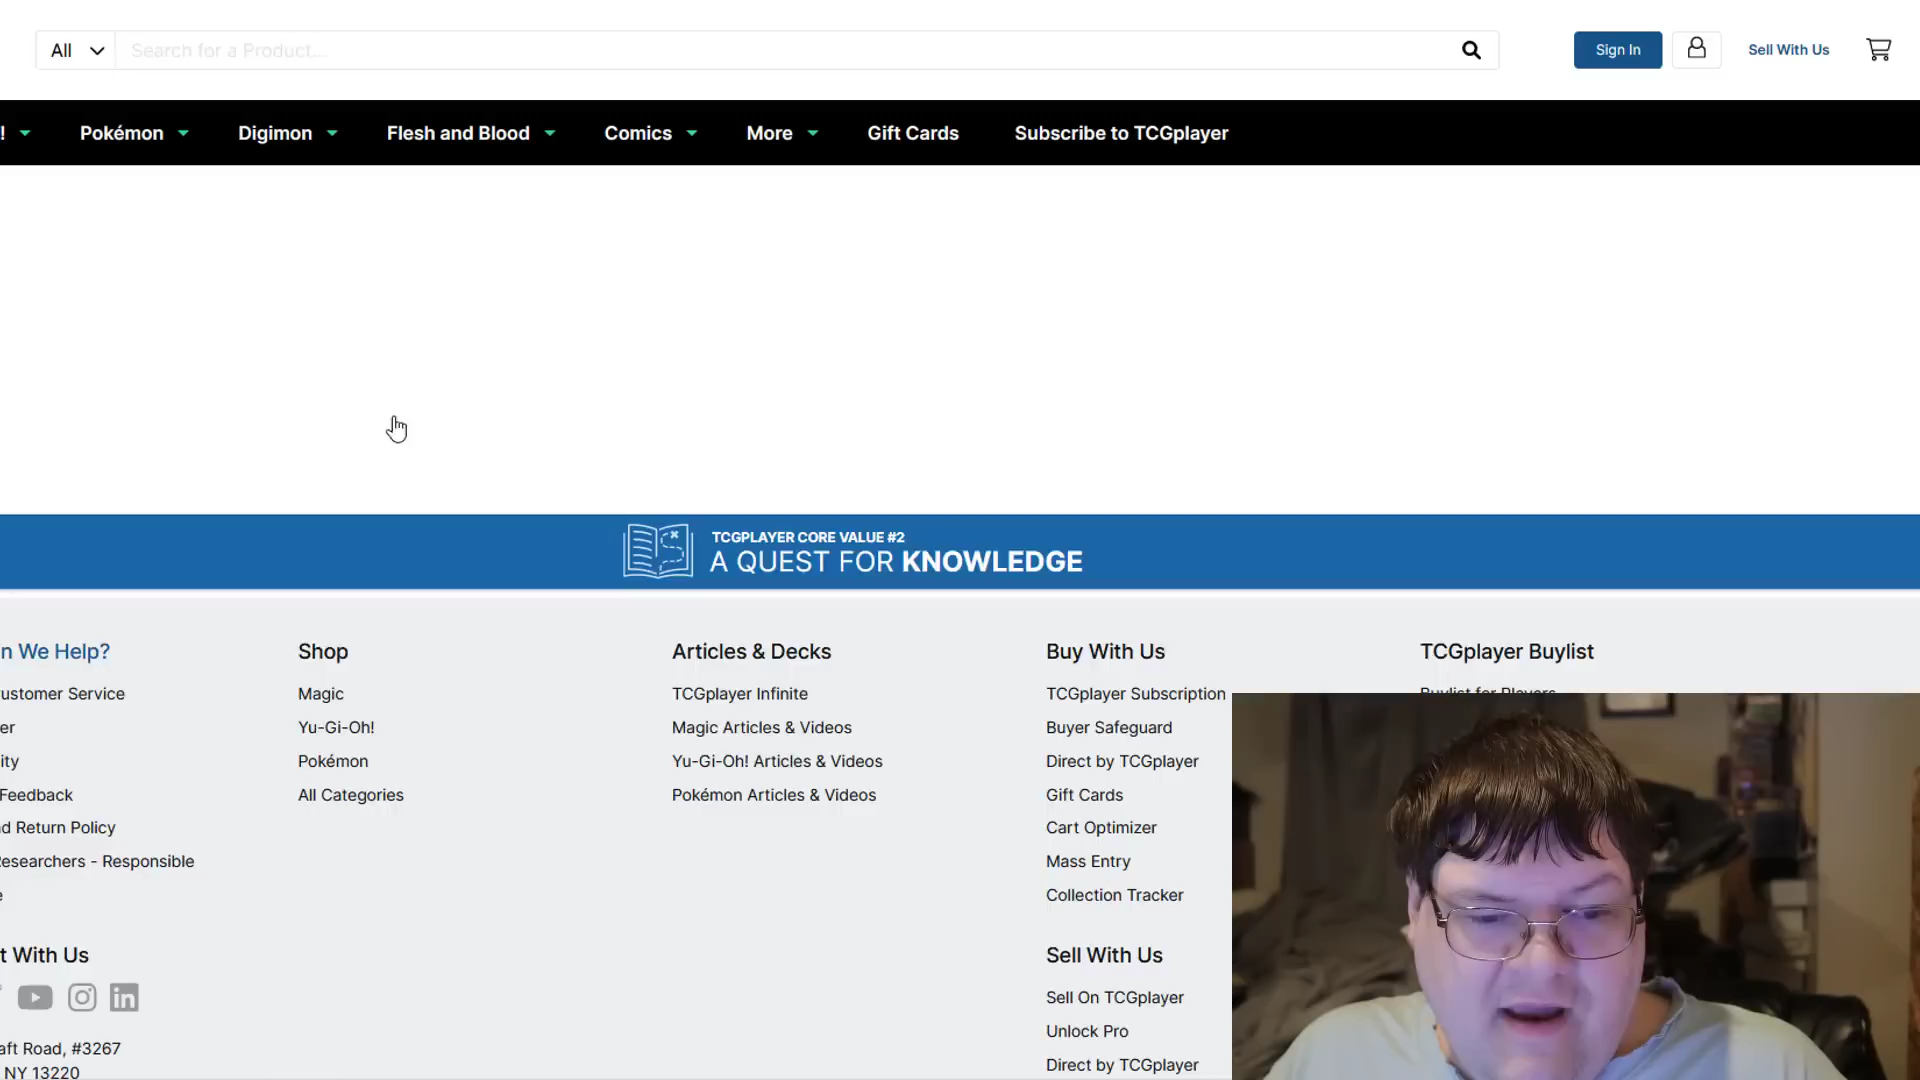 All
Search for a Product...
Sign In
Sell With Us
!
Pokémon
Digimon
Flesh and Blood
Comics
More
Gift Cards
Subscribe to TCGplayer
TCGPLAYER CORE VALUE #2
A QUEST FOR KNOWLEDGE
n We Help?
ustomer Service
er
ity
Feedback
d Return Policy
esearchers - Responsible
e
t With Us
aft Road, #3267
NY 13220
Shop
Magic
Yu-Gi-Oh!
Pokémon
All Categories
Articles & Decks
TCGplayer Infinite
Magic Articles & Videos
Yu-Gi-Oh! Articles & Videos
Pokémon Articles & Videos
Buy With Us
TCGplayer Subscription
Buyer Safeguard
Direct by TCGplayer
Gift Cards
Cart Optimizer
Mass Entry
Collection Tracker
Sell With Us
Sell On TCGplayer
Unlock Pro
Direct by TCGplayer
TCGplayer Buylist
Buylist for Players